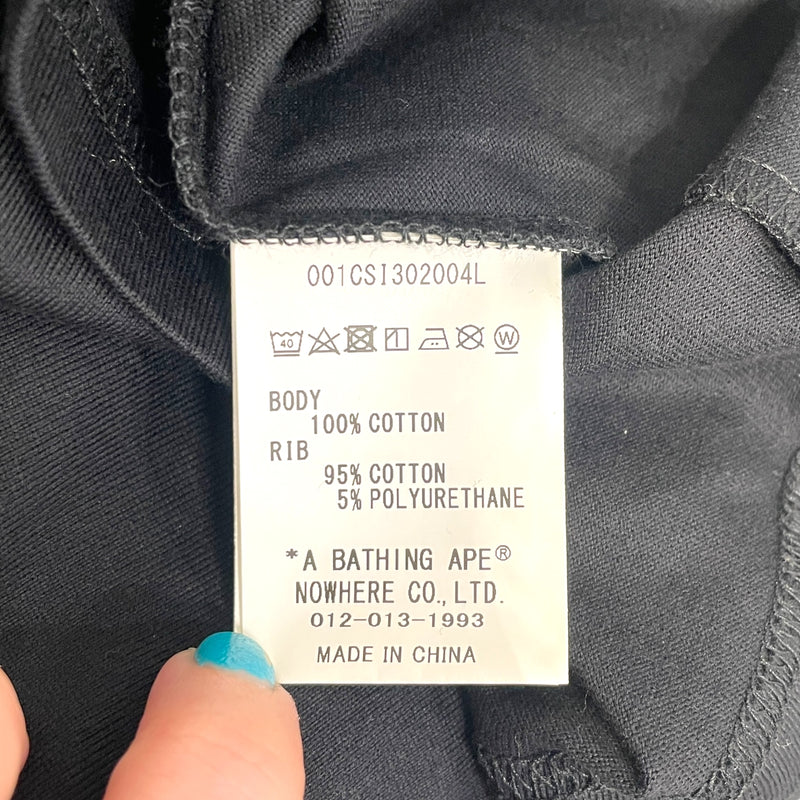 001CSI302004L
40 W
BODY
100% COTTON
RIB
95% COTTON
5% POLYURETHANE
*A BATHING APE®
NOWHERE CO.,LTD.
012-013-1993
MADE IN CHINA